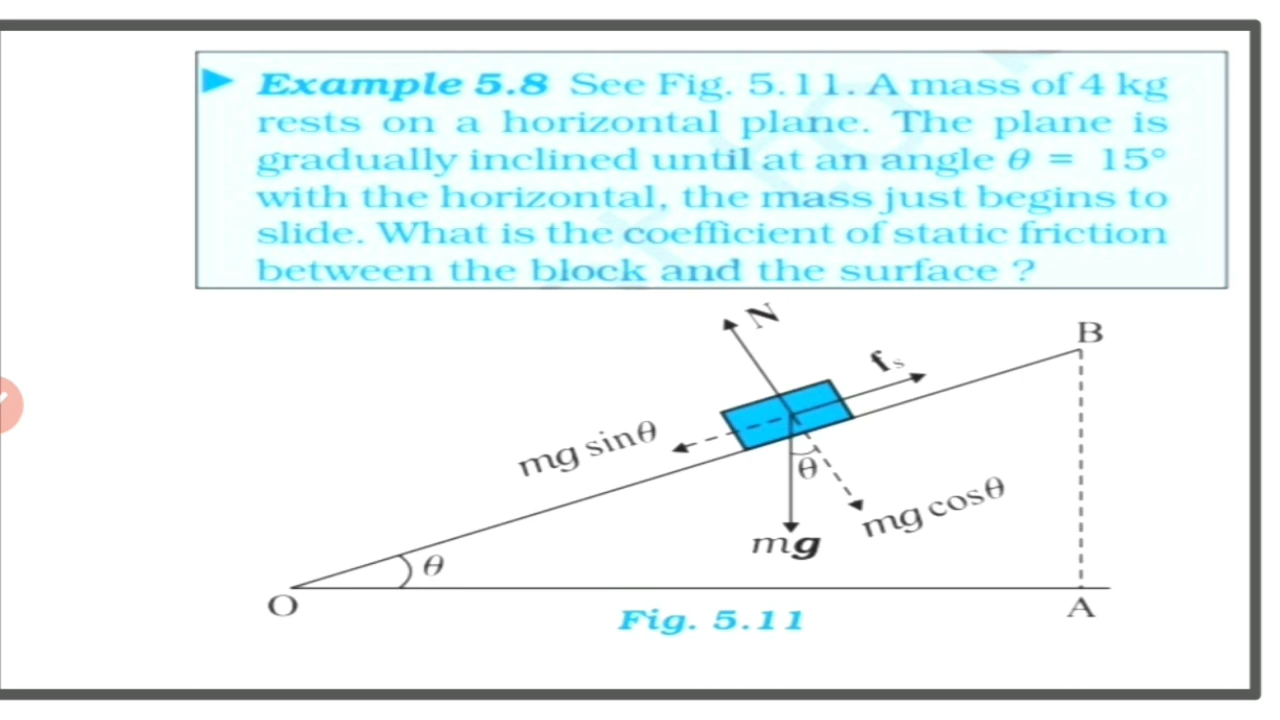 Example 5.8 See Fig. 5.11. A mass of 4 kg
rests on a horizontal plane. The plane is
gradually inclined until at an angle θ = 15°
with the horizontal, the mass just begins to
slide. What is the coefficient of static friction
between the block and the surface ?
N
B
fs
mg sinθ
θ
mg cosθ
mg
θ
O
A
Fig. 5.11